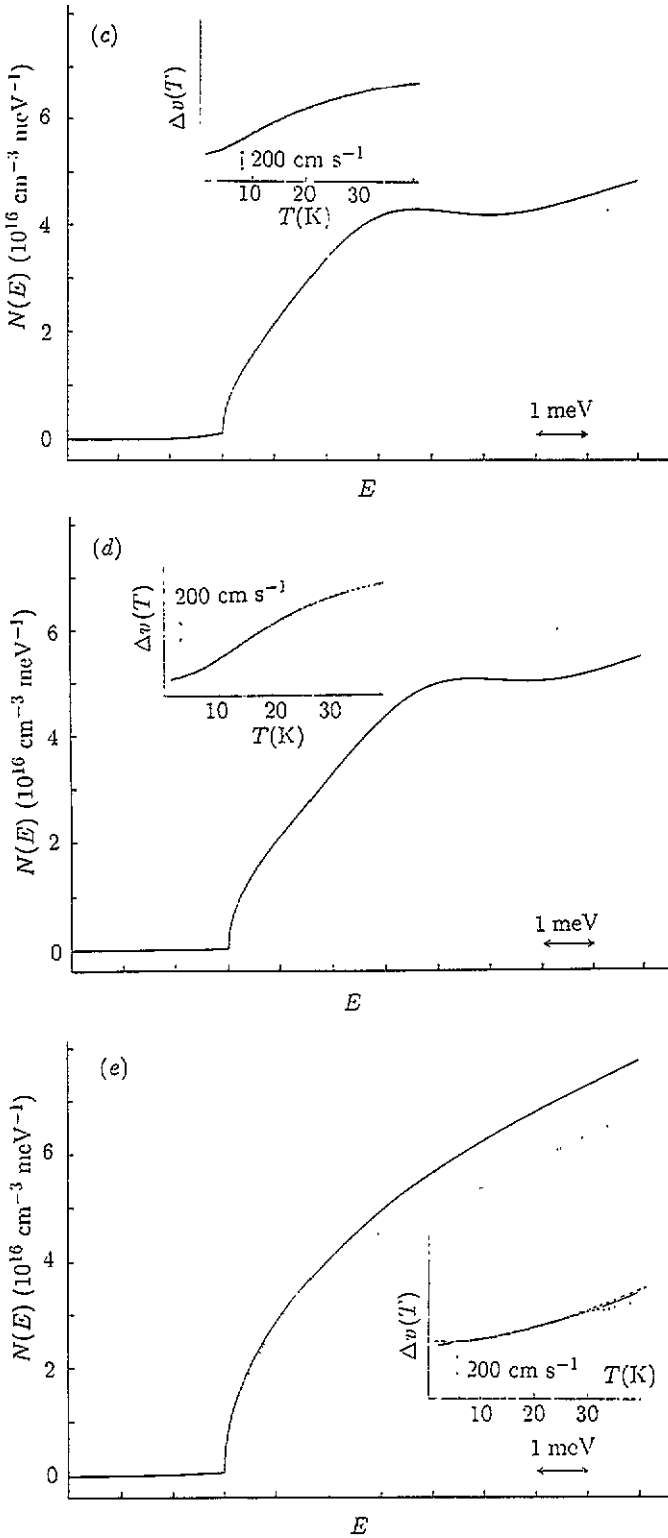 (c)
N(E) (10¹⁶ cm⁻³ meV⁻¹)
6
4
2
0
Δv(T)
200 cm s⁻¹
10 20 30
T(K)
1 meV
E
(d)
N(E) (10¹⁶ cm⁻³ meV⁻¹)
6
4
2
0
Δv(T)
200 cm s⁻¹
10 20 30
T(K)
1 meV
E
(e)
N(E) (10¹⁶ cm⁻³ meV⁻¹)
6
4
2
0
Δv(T)
200 cm s⁻¹
T(K)
10 20 30
1 meV
E